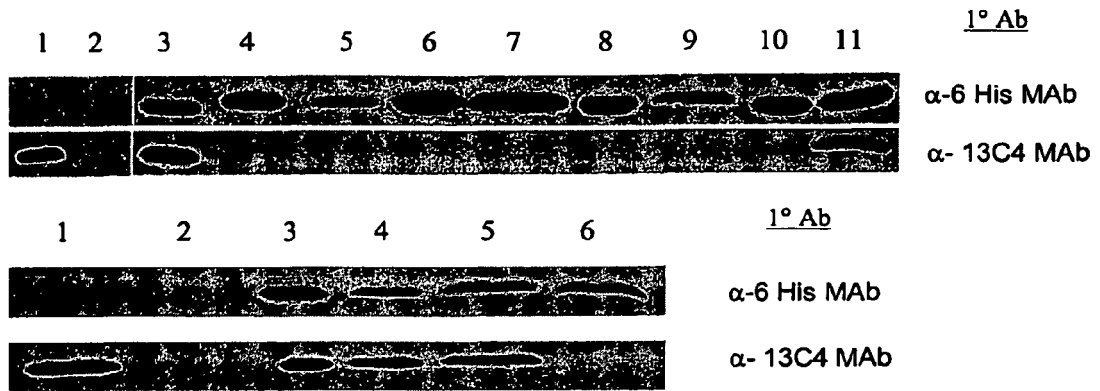 1° Ab
1 2 3 4 5 6 7 8 9 10 11
α-6 His MAb
α- 13C4 MAb
1 2 3 4 5 6 1° Ab
α-6 His MAb
α- 13C4 MAb